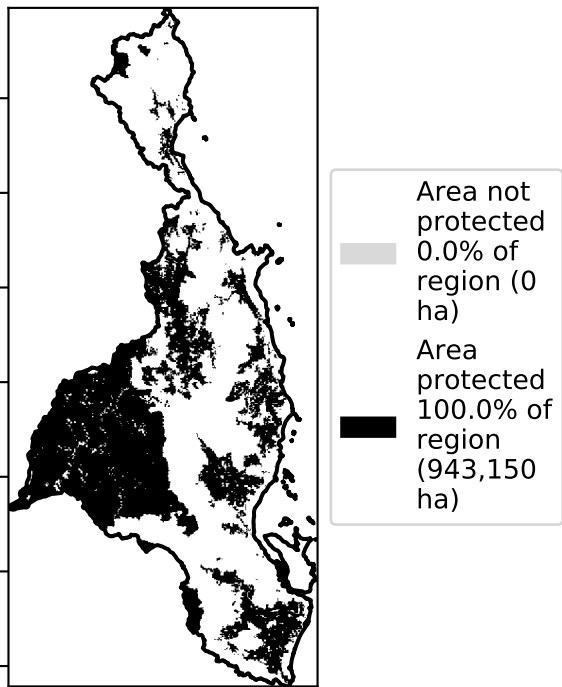 Area not
protected
0.0% of
region (0
ha)
Area
protected
100.0% of
region
(943,150
ha)